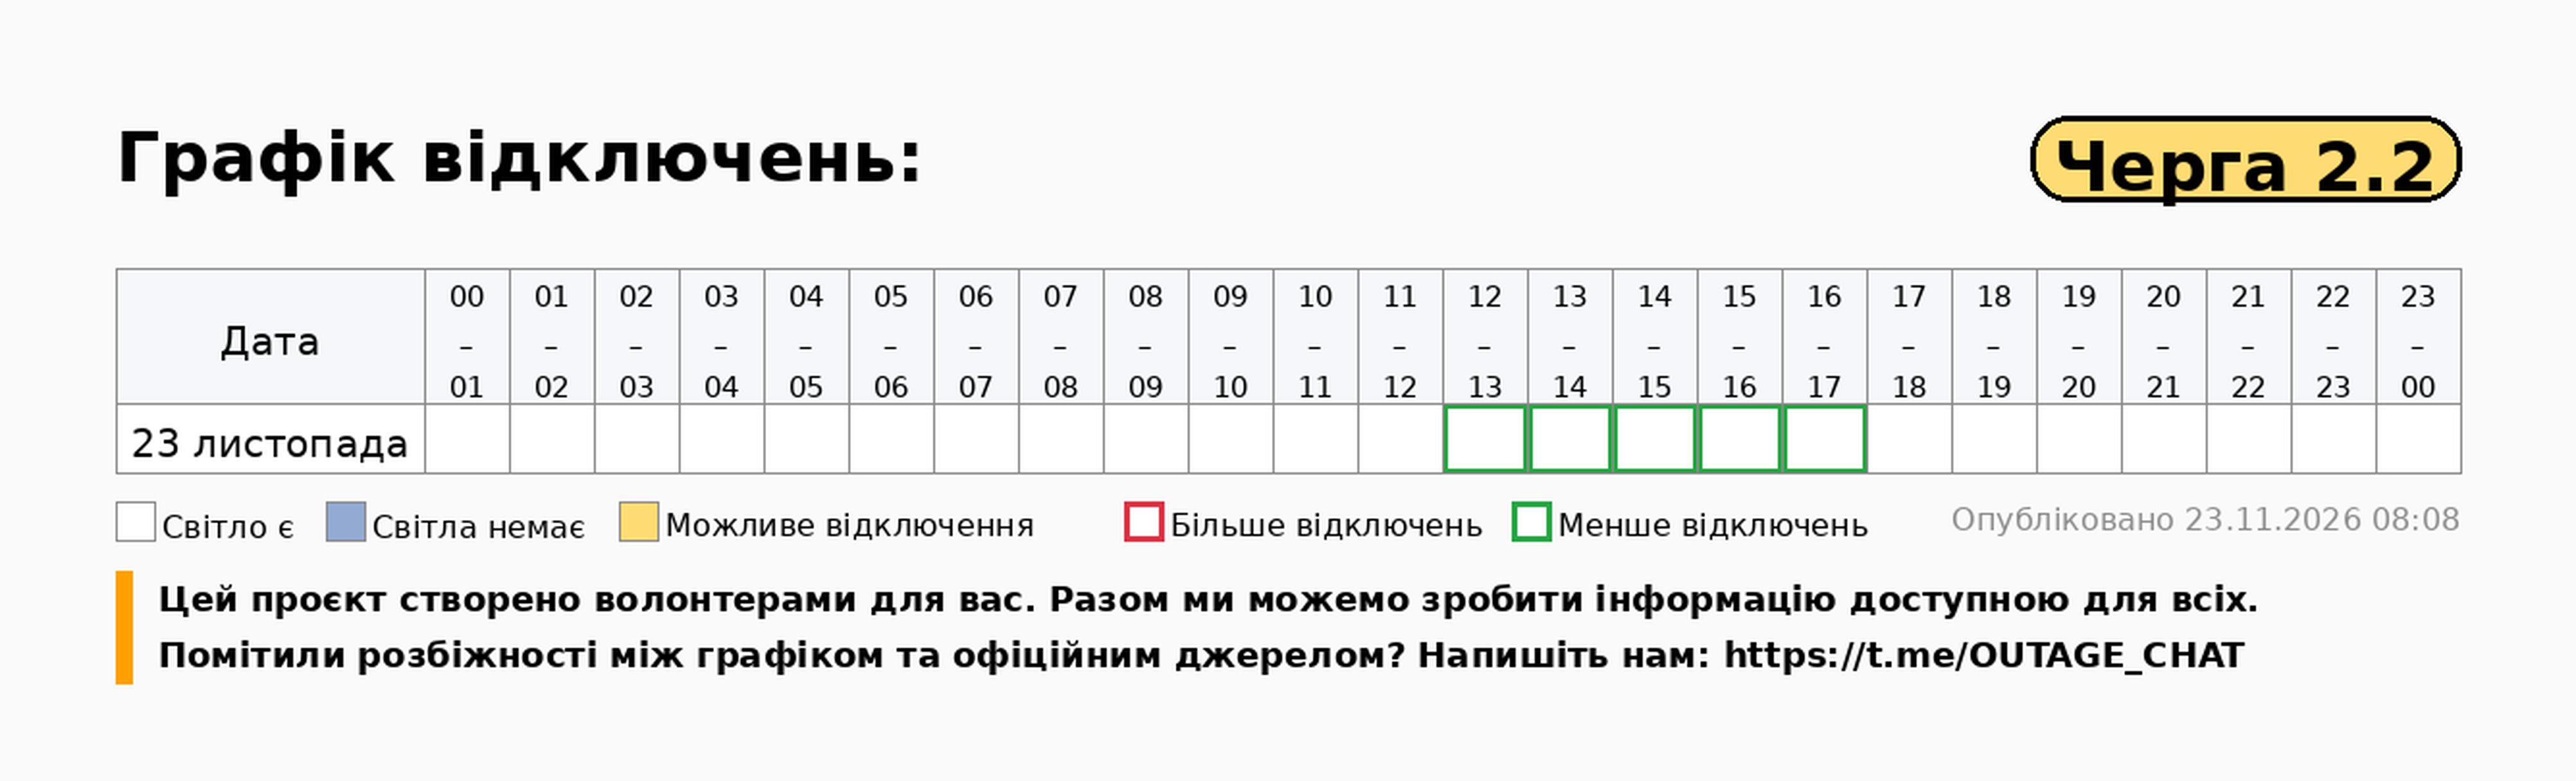 Графік відключень:
Черга 2.2
Дата
00 – 01
01 – 02
02 – 03
03 – 04
04 – 05
05 – 06
06 – 07
07 – 08
08 – 09
09 – 10
10 – 11
11 – 12
12 – 13
13 – 14
14 – 15
15 – 16
16 – 17
17 – 18
18 – 19
19 – 20
20 – 21
21 – 22
22 – 23
23 – 00
23 листопада
Світло є
Світла немає
Можливе відключення
Більше відключень
Менше відключень
Опубліковано 23.11.2026 08:08
Цей проєкт створено волонтерами для вас. Разом ми можемо зробити інформацію доступною для всіх.
Помітили розбіжності між графіком та офіційним джерелом? Напишіть нам: https://t.me/OUTAGE_CHAT